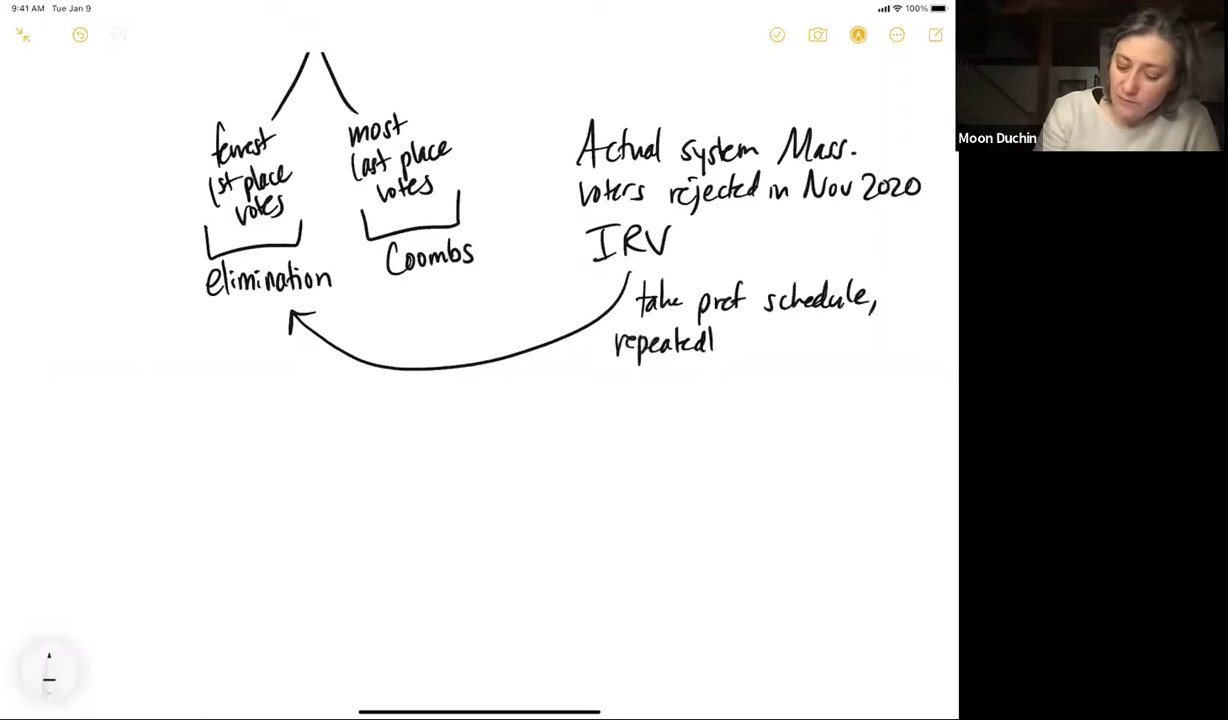 9:41 AM Tue Jan 9
100%
fewest
1st place
votes
elimination
most
last place
votes
Coombs
Actual system Mass.
voters rejected in Nov 2020
IRV
take pref schedule,
repeatedl
Moon Duchin